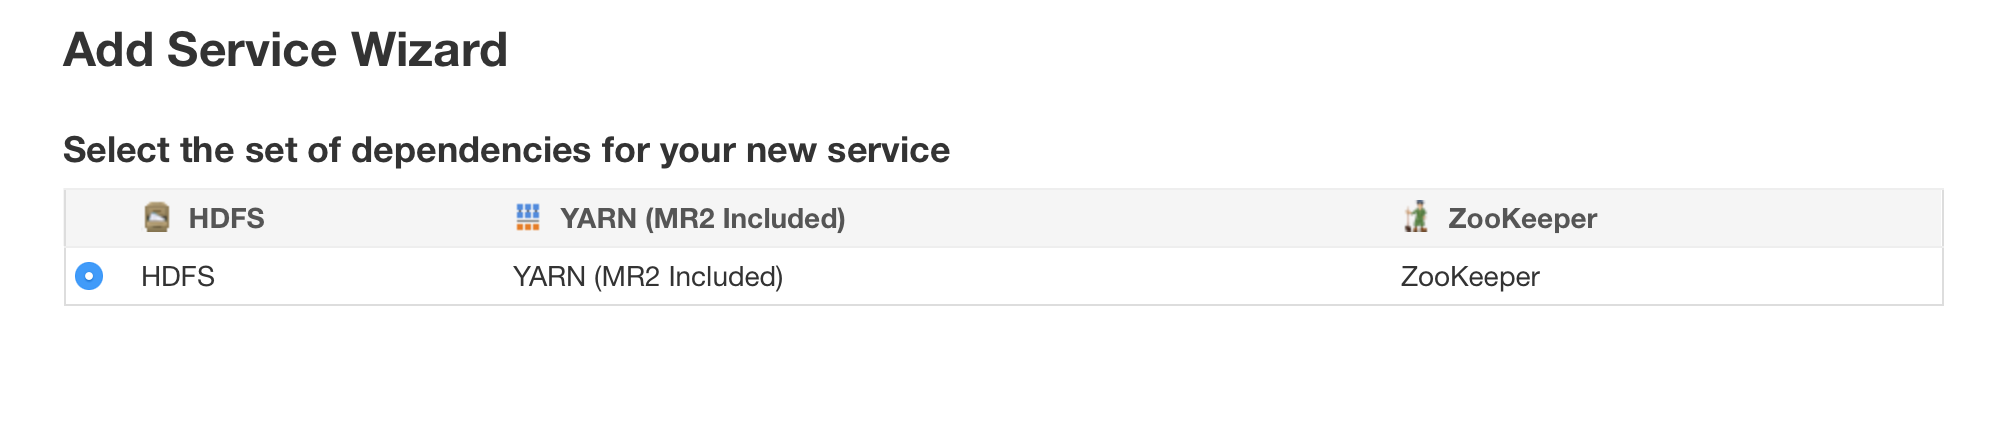 Add Service Wizard
Select the set of dependencies for your new service
HDFS YARN (MR2 Included) ZooKeeper
HDFS YARN (MR2 Included) ZooKeeper